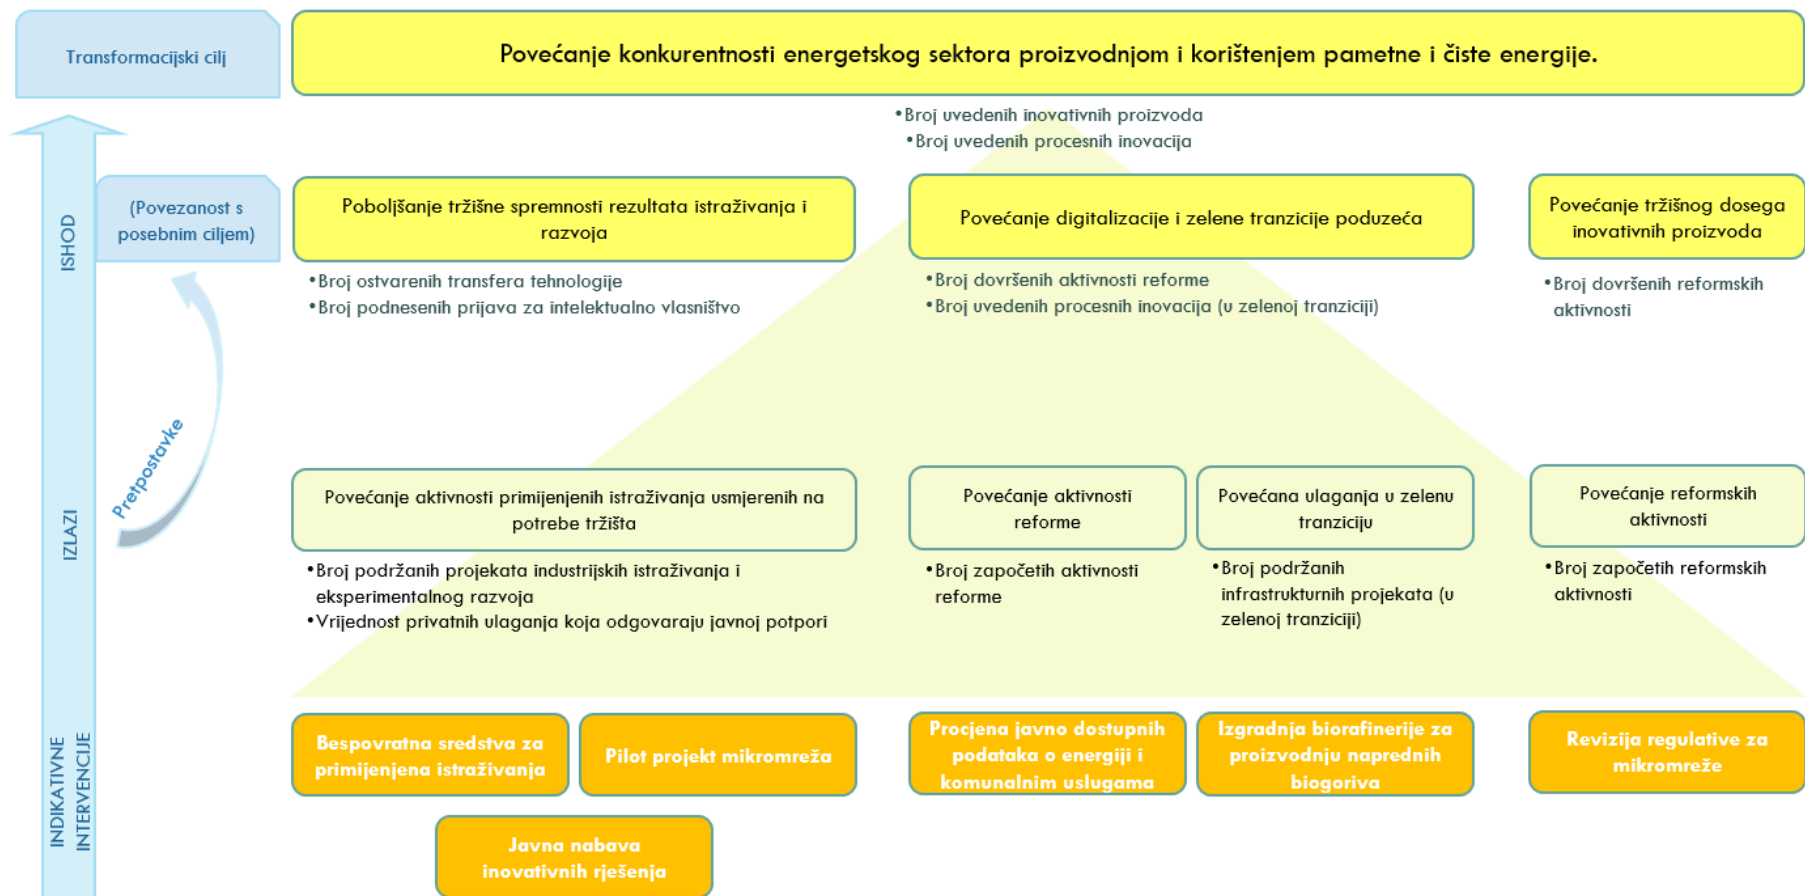 Transformacijski cilj
Povećanje konkurentnosti energetskog sektora proizvodnjom i korištenjem pametne i čiste energije.
•Broj uvedenih inovativnih proizvoda
•Broj uvedenih procesnih inovacija
ISHOD
(Povezanost s
posebnim ciljem)
Poboljšanje tržišne spremnosti rezultata istraživanja i
razvoja
•Broj ostvarenih transfera tehnologije
•Broj podnesenih prijava za intelektualno vlasništvo
Povećanje digitalizacije i zelene tranzicije poduzeća
•Broj dovršenih aktivnosti reforme
•Broj uvedenih procesnih inovacija (u zelenoj tranziciji)
Povećanje tržišnog dosega
inovativnih proizvoda
•Broj dovršenih reformskih
aktivnosti
Pretpostavke
IZLAZI
Povećanje aktivnosti primijenjenih istraživanja usmjerenih na
potrebe tržišta
•Broj podržanih projekata industrijskih istraživanja i
eksperimentalnog razvoja
•Vrijednost privatnih ulaganja koja odgovaraju javnoj potpori
Povećanje aktivnosti
reforme
•Broj započetih aktivnosti
reforme
Povećana ulaganja u zelenu
tranziciju
•Broj podržanih
infrastrukturnih projekata (u
zelenoj tranziciji)
Povećanje reformskih
aktivnosti
•Broj započetih reformskih
aktivnosti
INDIKATIVNE
INTERVENCIJE
Bespovratna sredstva za
primijenjena istraživanja
Pilot projekt mikromreža
Javna nabava
inovativnih rješenja
Procjena javno dostupnih
podataka o energiji i
komunalnim uslugama
Izgradnja biorafinerije za
proizvodnju naprednih
biogoriva
Revizija regulative za
mikromreže